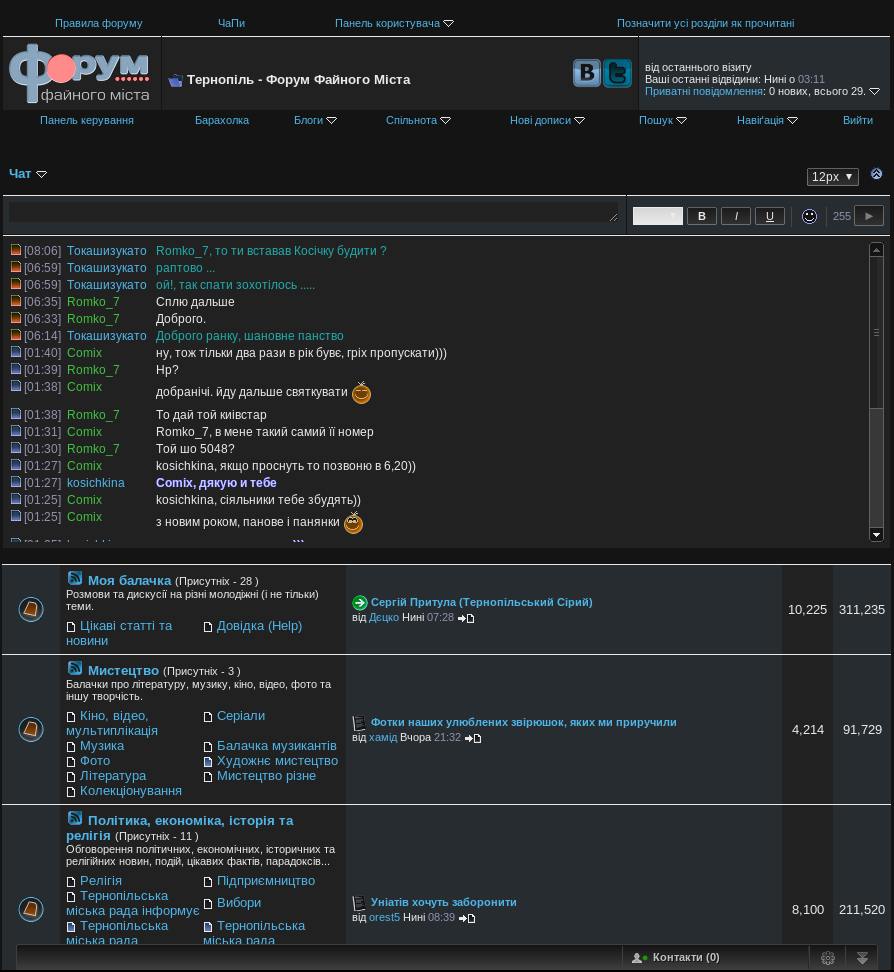 Правила форуму ЧаПи Панель користувача Позначити усі розділи як прочитані
Форум
файного міста
Тернопіль - Форум Файного Міста
від останнього візиту
Ваші останні відвідини: Нині о 03:11
Приватні повідомлення: 0 нових, всього 29.
Панель керування Барахолка Блоги Спільнота Нові дописи Пошук Навіґація Вийти
Чат 12px
B I U 255
[08:06] Токашизукато Romko_7, то ти вставав Косічку будити ?
[06:59] Токашизукато раптово ...
[06:59] Токашизукато ой!, так спати зохотілось .....
[06:35] Romko_7 Сплю дальше
[06:33] Romko_7 Доброго.
[06:14] Токашизукато Доброго ранку, шановне панство
[01:40] Comix ну, тож тільки два рази в рік буве, гріх пропускати)))
[01:39] Romko_7 Нр?
[01:38] Comix добранічі. йду дальше святкувати
[01:38] Romko_7 То дай той київстар
[01:31] Comix Romko_7, в мене такий самий її номер
[01:30] Romko_7 Той шо 5048?
[01:27] Comix kosichkina, якщо проснуть то позвоню в 6,20))
[01:27] kosichkina Comix, дякую и тебе
[01:25] Comix kosichkina, сіяльники тебе збудять))
[01:25] Comix з новим роком, панове і панянки
Моя балачка (Присутніх - 28 )
Розмови та дискусії на різні молодіжні (і не тільки) теми.
Цікаві статті та новини Довідка (Help)
Сергій Притула (Тернопільський Сірий)
від Дєцко Нині 07:28
10,225 311,235
Мистецтво (Присутніх - 3 )
Балачки про літературу, музику, кіно, відео, фото та іншу творчість.
Кіно, відео, мультиплікація Серіали
Музика Балачка музикантів
Фото Художнє мистецтво
Література Мистецтво різне
Колекціонування
Фотки наших улюблених звірюшок, яких ми приручили
від хамід Вчора 21:32
4,214 91,729
Політика, економіка, історія та релігія (Присутніх - 11 )
Обговорення політичних, економічних, історичних та релігійних новин, подій, цікавих фактів, парадоксів...
Релігія Підприємництво
Тернопільська міська рада інформує Вибори
Тернопільська міська рада Тернопільська міська рада
Уніатів хочуть заборонити
від orest5 Нині 08:39
8,100 211,520
Контакти (0)